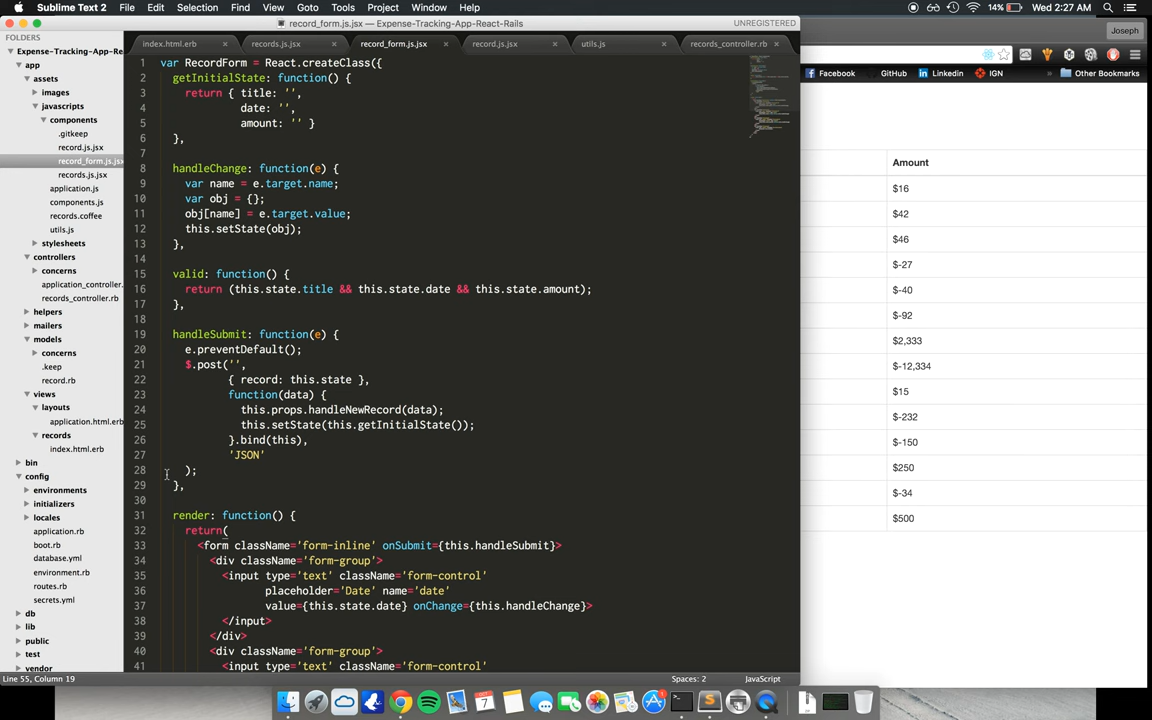 Sublime Text 2 File Edit Selection Find View Goto Tools Project Window Help 14% Wed 2:27 AM
record_form.js.jsx — Expense-Tracking-App-React-Rails UNREGISTERED
Joseph
FOLDERS
index.html.erb × records.js.jsx × record_form.js.jsx × record.js.jsx × utils.js × records_controller.rb ×
Facebook GitHub Linkedin IGN Other Bookmarks
Expense-Tracking-App-React-Ra
app
assets
images
javascripts
components
.gitkeep
record.js.jsx
record_form.js.jsx
records.js.jsx
application.js
components.js
records.coffee
utils.js
stylesheets
controllers
concerns
application_controller
records_controller.rb
helpers
mailers
models
concerns
.keep
record.rb
views
layouts
application.html.erb
records
index.html.erb
bin
config
environments
initializers
locales
application.rb
boot.rb
database.yml
environment.rb
routes.rb
secrets.yml
db
lib
public
test
vendor
1 var RecordForm = React.createClass({
2 getInitialState: function() {
3 return { title: '',
4 date: '',
5 amount: '' }
6 },
7
8 handleChange: function(e) {
9 var name = e.target.name;
10 var obj = {};
11 obj[name] = e.target.value;
12 this.setState(obj);
13 },
14
15 valid: function() {
16 return (this.state.title && this.state.date && this.state.amount);
17 },
18
19 handleSubmit: function(e) {
20 e.preventDefault();
21 $.post('',
22 { record: this.state },
23 function(data) {
24 this.props.handleNewRecord(data);
25 this.setState(this.getInitialState());
26 }.bind(this),
27 'JSON'
28 );
29 },
30
31 render: function() {
32 return(
33 <form className='form-inline' onSubmit={this.handleSubmit}>
34 <div className='form-group'>
35 <input type='text' className='form-control'
36 placeholder='Date' name='date'
37 value={this.state.date} onChange={this.handleChange}>
38 </input>
39 </div>
40 <div className='form-group'>
41 <input type='text' className='form-control'
Amount
$16
$42
$46
$-27
$-40
$-92
$2,333
$-12,334
$15
$-232
$-150
$250
$-34
$500
Line 55, Column 19 Spaces: 2 JavaScript